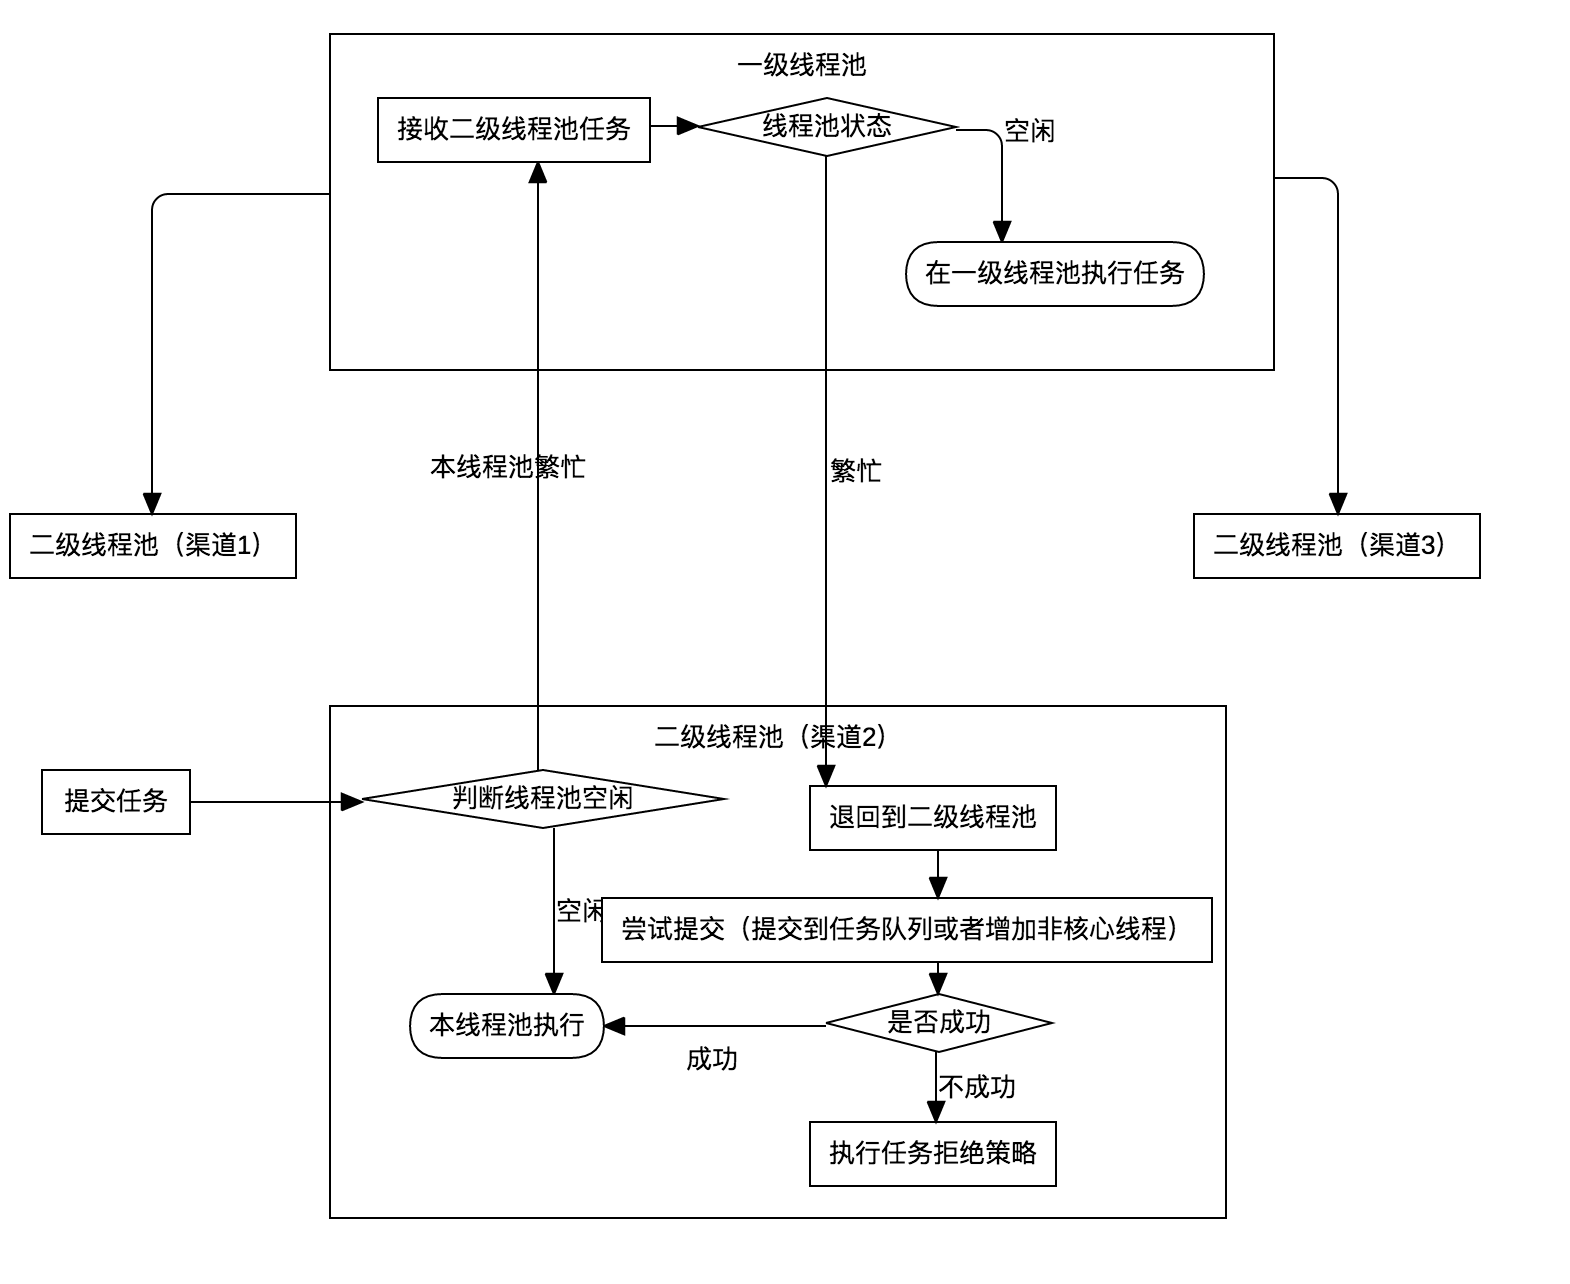 一级线程池
接收二级线程池任务
线程池状态
空闲
在一级线程池执行任务
本线程池繁忙
繁忙
二级线程池（渠道1）
二级线程池（渠道3）
二级线程池（渠道2）
提交任务
判断线程池空闲
退回到二级线程池
空闲
尝试提交（提交到任务队列或者增加非核心线程）
本线程池执行
是否成功
成功
不成功
执行任务拒绝策略